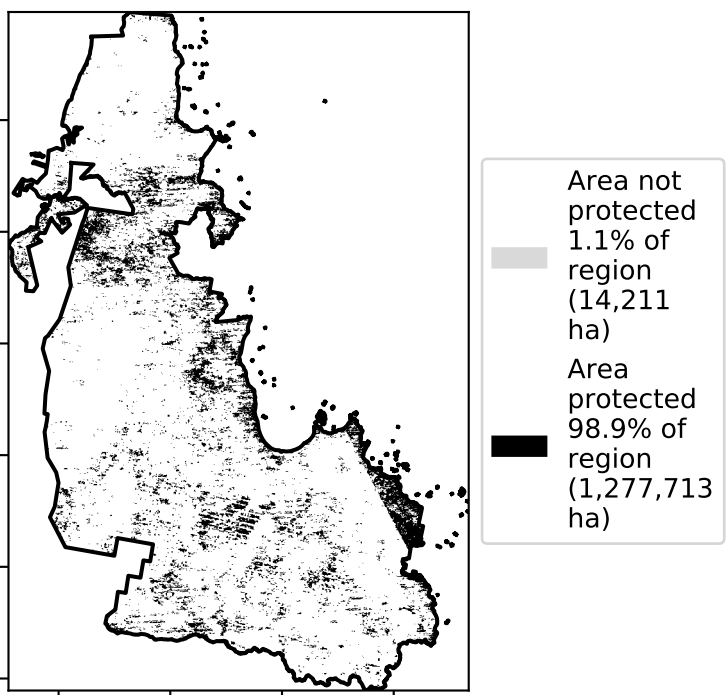 Area not
protected
1.1% of
region
(14,211
ha)
Area
protected
98.9% of
region
(1,277,713
ha)